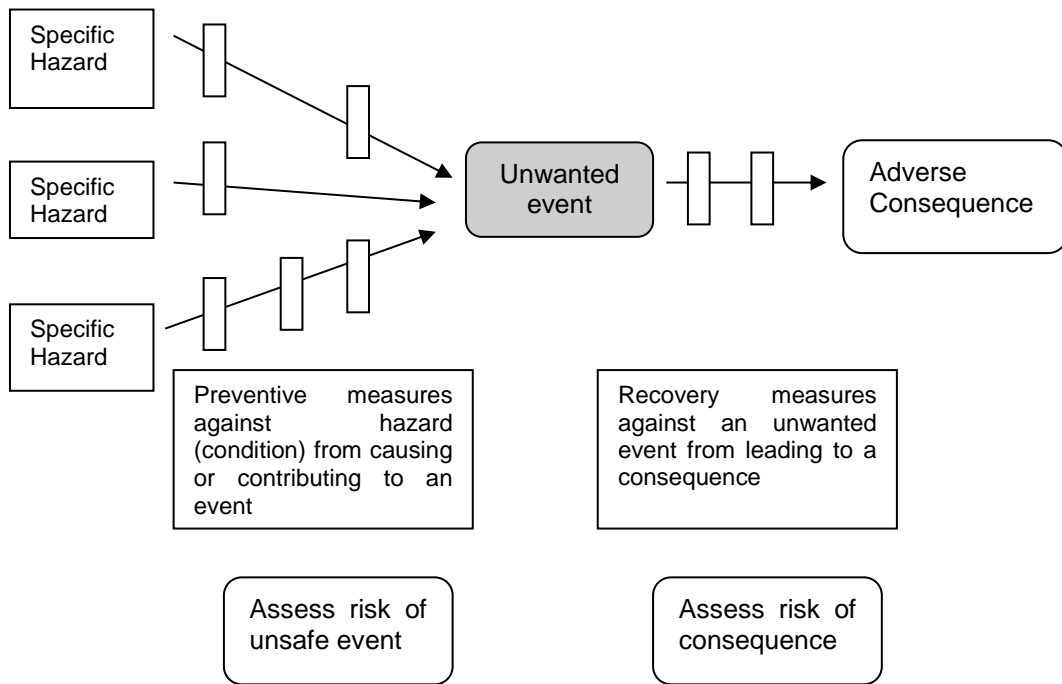 Specific
Hazard
Specific
Hazard
Specific
Hazard
Unwanted
event
Adverse
Consequence
Preventive measures
against hazard
(condition) from causing
or contributing to an
event
Recovery measures
against an unwanted
event from leading to a
consequence
Assess risk of
unsafe event
Assess risk of
consequence